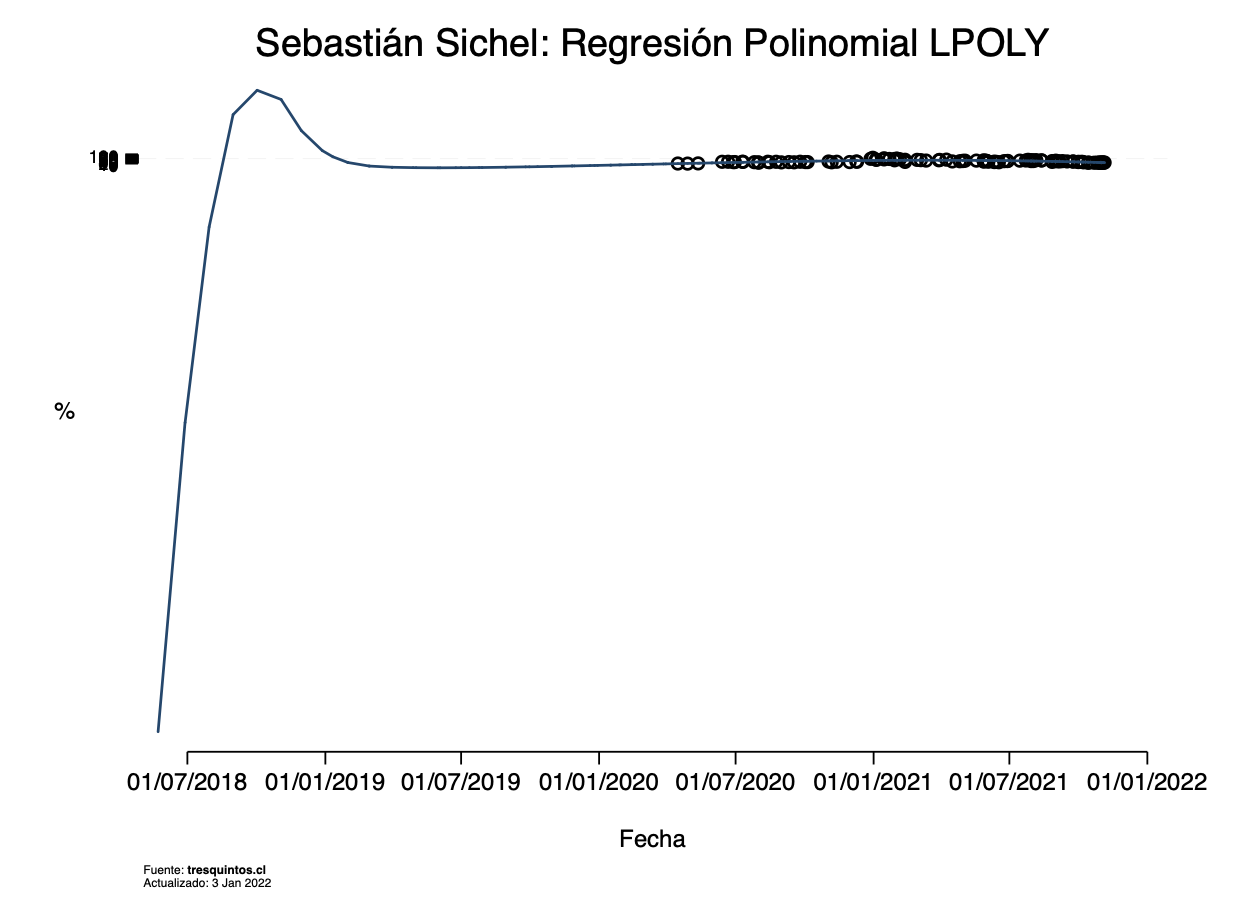 Sebastián Sichel: Regresión Polinomial LPOLY
%
01/07/2018 01/01/2019 01/07/2019 01/01/2020 01/07/2020 01/01/2021 01/07/2021 01/01/2022
Fecha
Fuente: tresquintos.cl
Actualizado: 3 Jan 2022